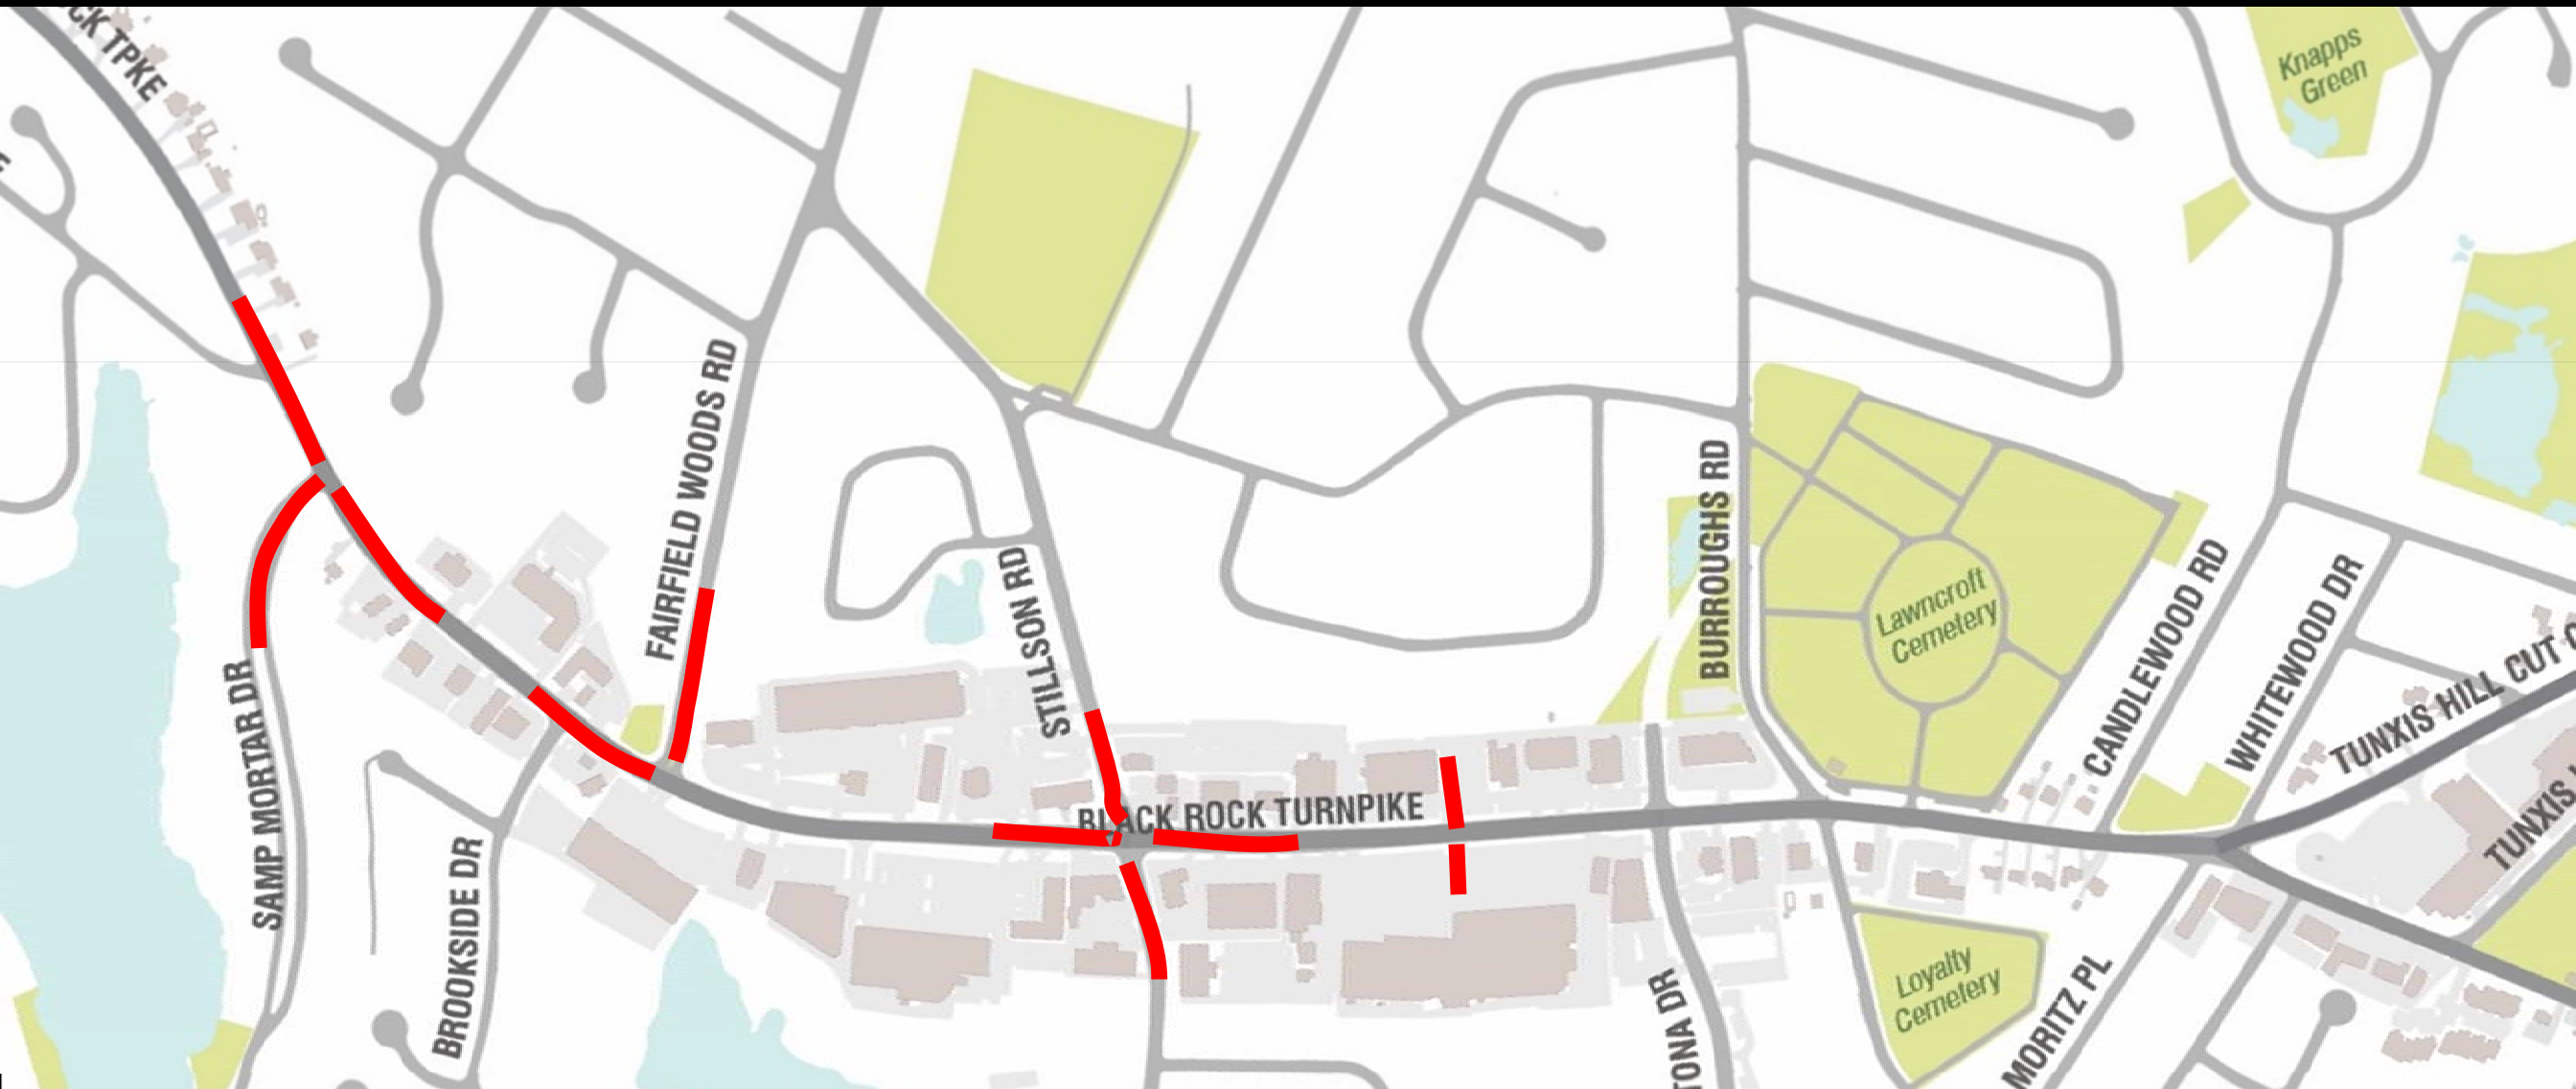 CK TPKE
Knapps
Green
FAIRFIELD WOODS RD
STILLSON RD
BURROUGHS RD
Lawncroft
Cemetery
CANDLEWOOD RD
WHITEWOOD DR
TUNXIS HILL CUT
TUNXIS
SAMP MORTAR DR
BROOKSIDE DR
BLACK ROCK TURNPIKE
Loyalty
Cemetery
MORITZ PL
TONA DR